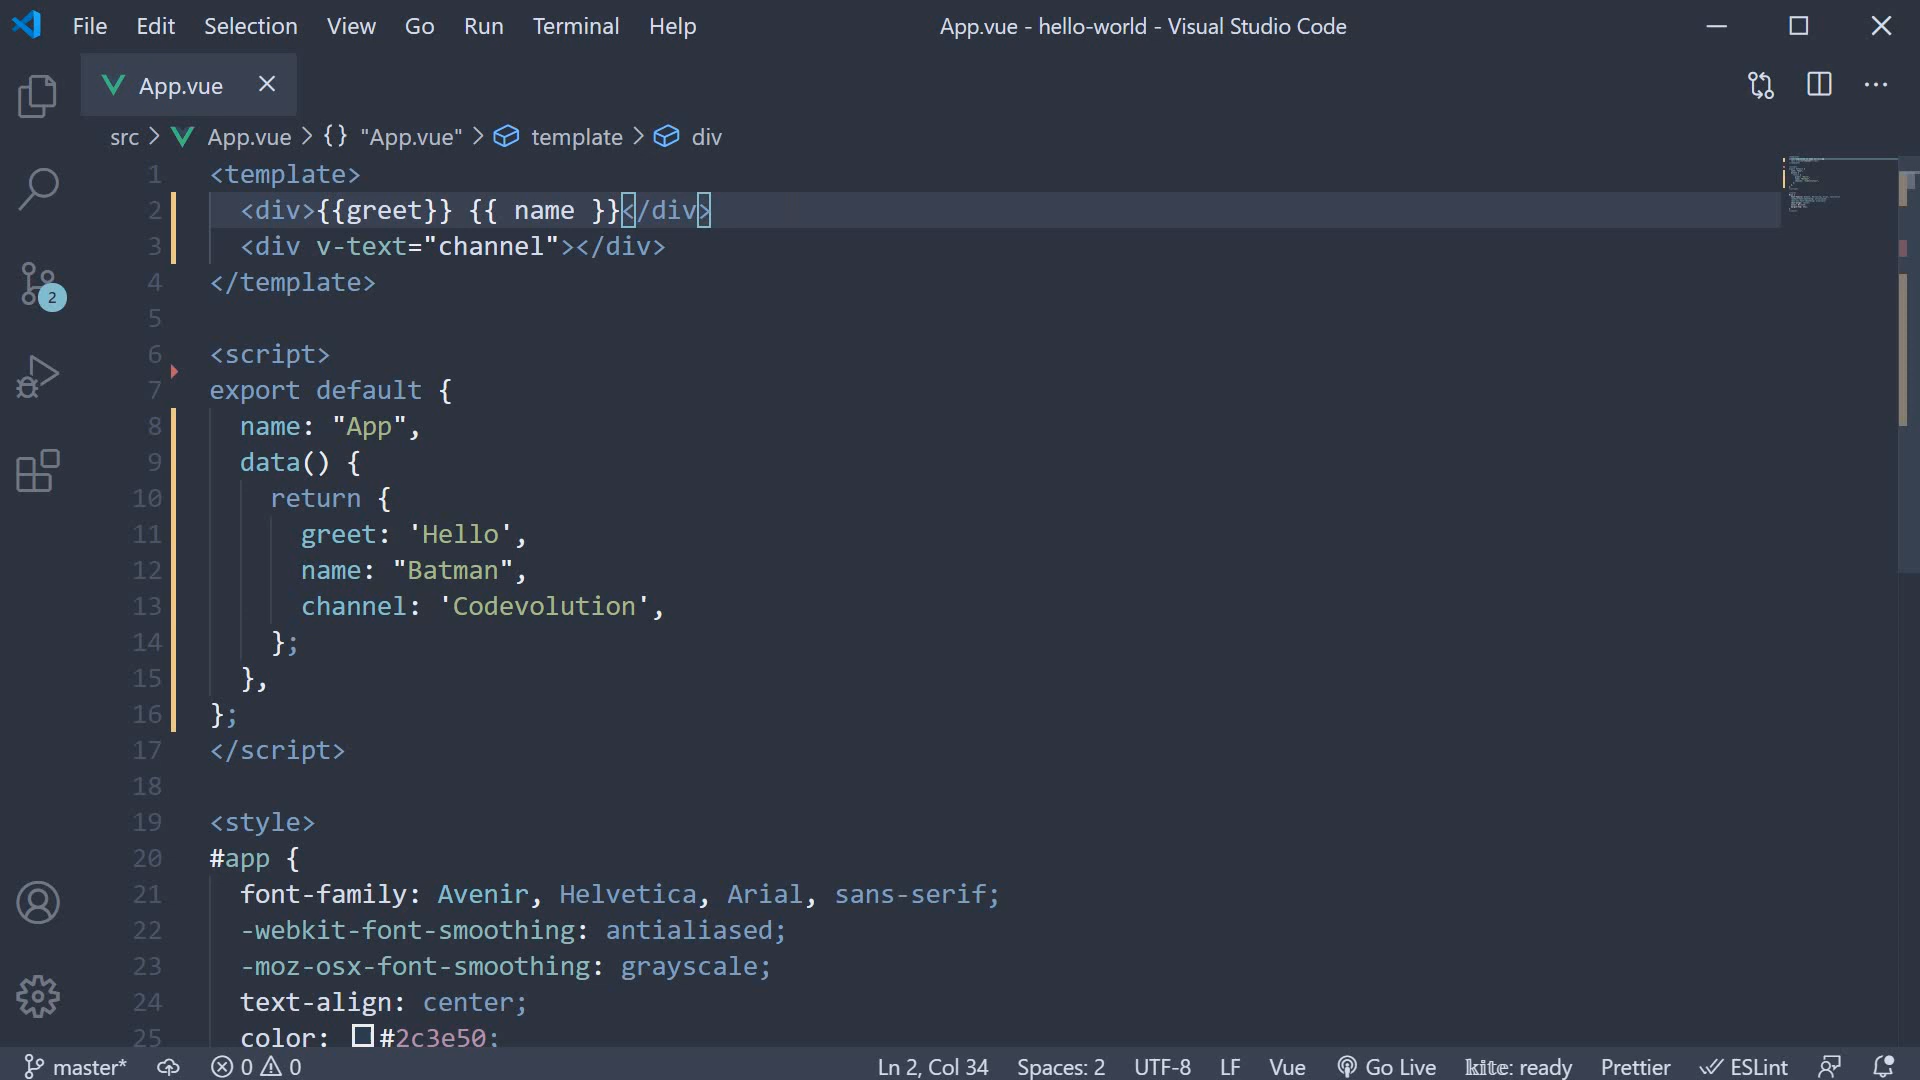 File Edit Selection View Go Run Terminal Help App.vue - hello-world - Visual Studio Code
App.vue
src > App.vue > {} "App.vue" > template > div
1 <template>
2 <div>{{greet}} {{ name }}</div>
3 <div v-text="channel"></div>
4 </template>
5
6 <script>
7 export default {
8 name: "App",
9 data() {
10 return {
11 greet: 'Hello',
12 name: "Batman",
13 channel: 'Codevolution',
14 };
15 },
16 };
17 </script>
18
19 <style>
20 #app {
21 font-family: Avenir, Helvetica, Arial, sans-serif;
22 -webkit-font-smoothing: antialiased;
23 -moz-osx-font-smoothing: grayscale;
24 text-align: center;
25 color: #2c3e50;
2
master* 0 0 Ln 2, Col 34 Spaces: 2 UTF-8 LF Vue Go Live kite: ready Prettier ESLint